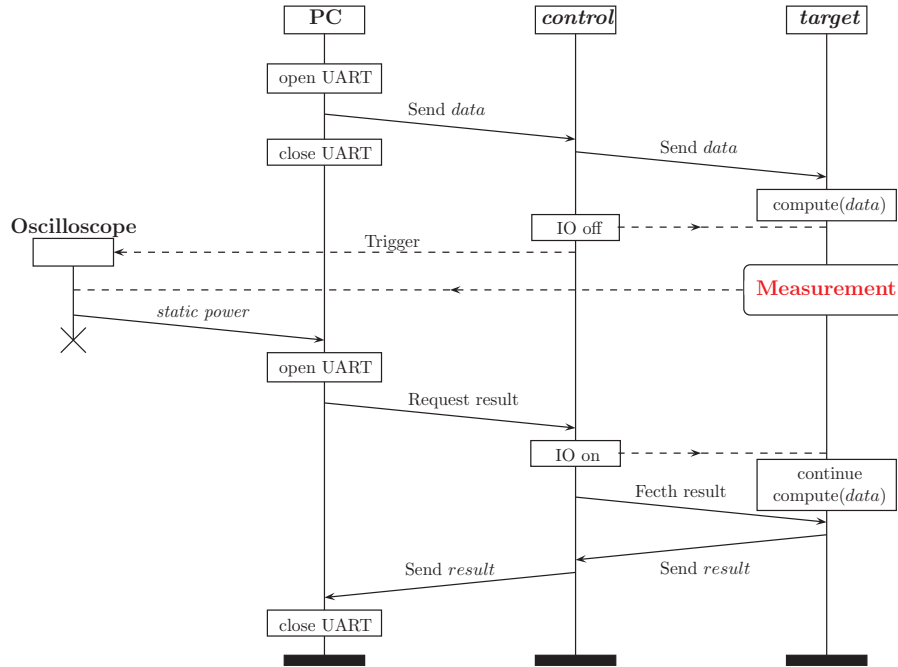 PC
control
target
open UART
Send data
close UART
Send data
compute(data)
IO off
Oscilloscope
Trigger
Measurement
static power
open UART
Request result
IO on
continue
compute(data)
Fecth result
Send result
Send result
close UART